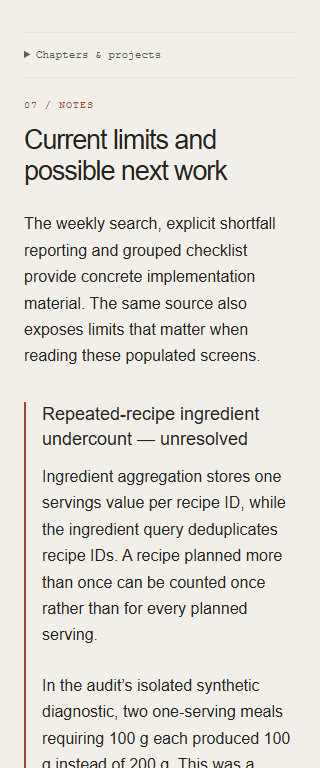 ▶ Chapters & projects
07 / NOTES
Current limits and
possible next work
The weekly search, explicit shortfall
reporting and grouped checklist
provide concrete implementation
material. The same source also
exposes limits that matter when
reading these populated screens.
Repeated-recipe ingredient
undercount — unresolved
Ingredient aggregation stores one
servings value per recipe ID, while
the ingredient query deduplicates
recipe IDs. A recipe planned more
than once can be counted once
rather than for every planned
serving.
In the audit’s isolated synthetic
diagnostic, two one-serving meals
requiring 100 g each produced 100
g instead of 200 g. This was a